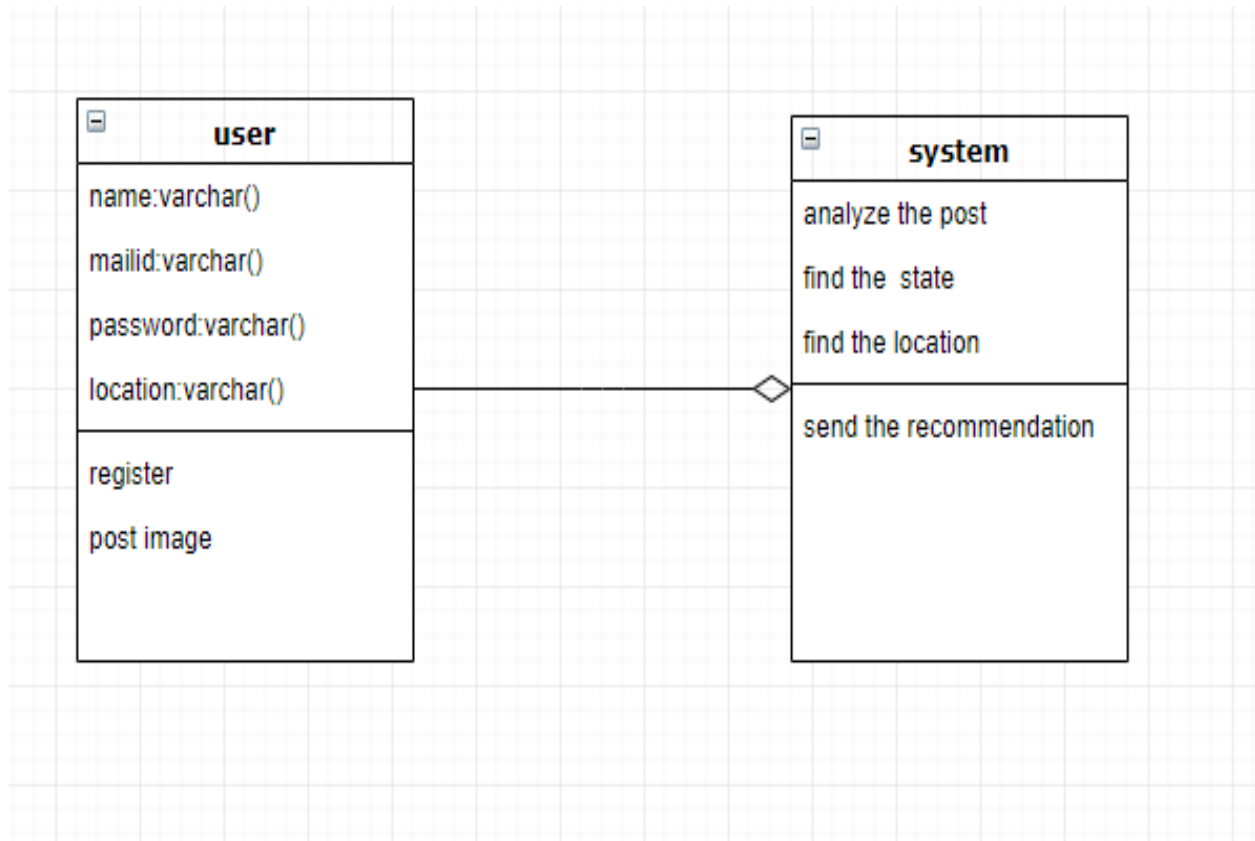 user
name:varchar()
mailid:varchar()
password:varchar()
location:varchar()
register
post image
system
analyze the post
find the  state
find the location
send the recommendation